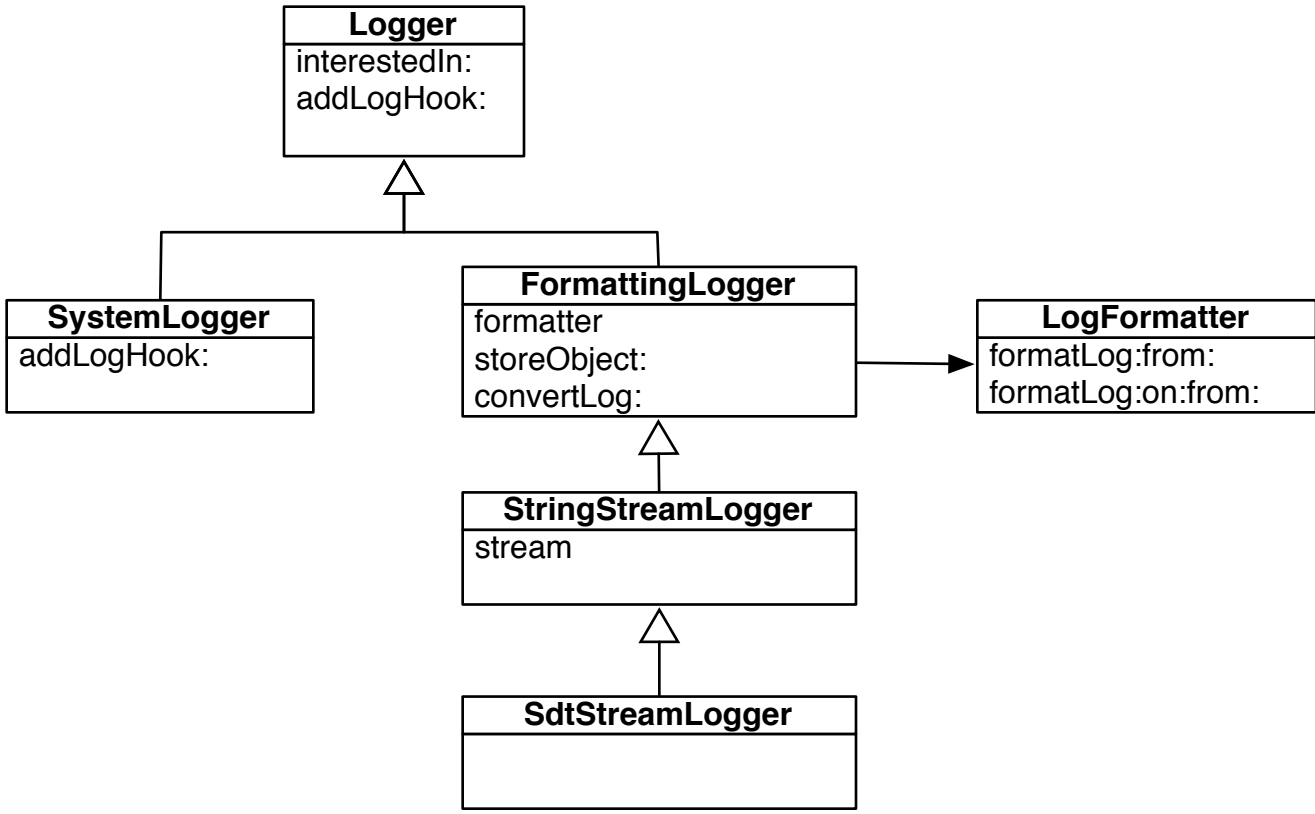 Logger
interestedIn:
addLogHook:
SystemLogger
addLogHook:
FormattingLogger
formatter
storeObject:
convertLog:
LogFormatter
formatLog:from:
formatLog:on:from:
StringStreamLogger
stream
SdtStreamLogger